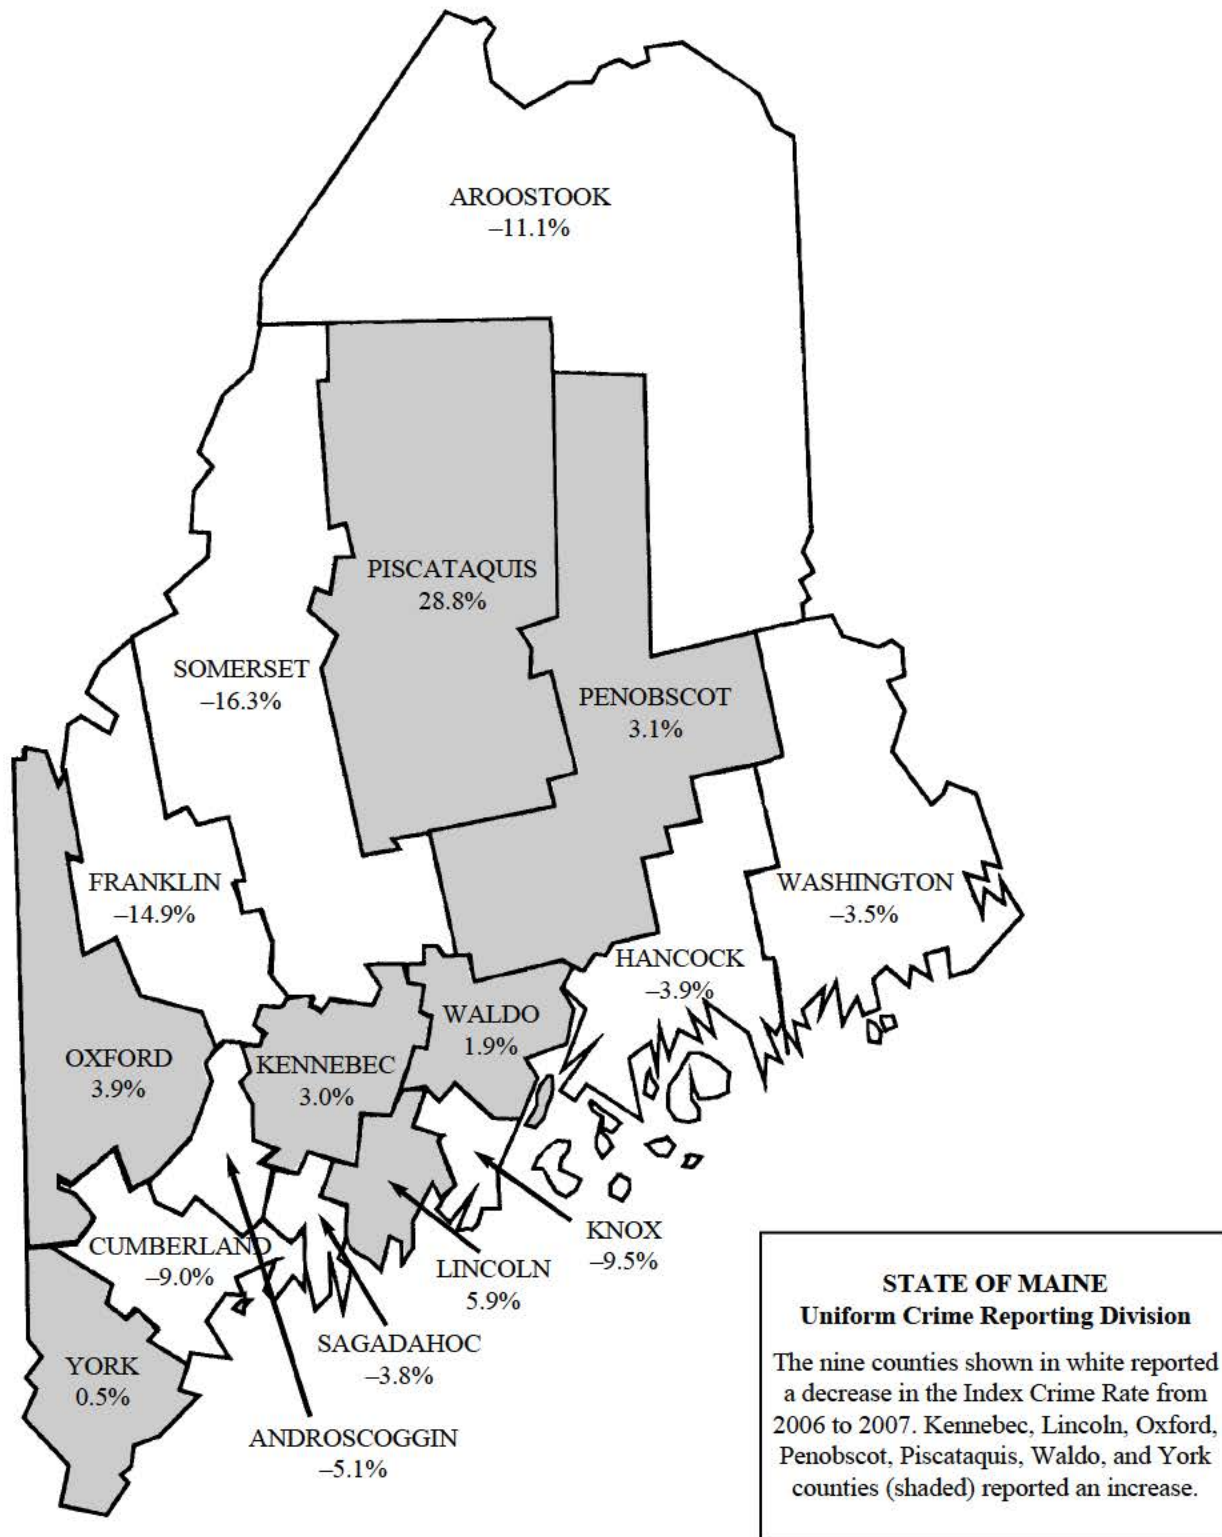 AROOSTOOK
–11.1%
PISCATAQUIS
28.8%
SOMERSET
–16.3%
PENOBSCOT
3.1%
FRANKLIN
–14.9%
WASHINGTON
–3.5%
HANCOCK
–3.9%
WALDO
1.9%
OXFORD
3.9%
KENNEBEC
3.0%
KNOX
–9.5%
CUMBERLAND
–9.0%
LINCOLN
5.9%
SAGADAHOC
–3.8%
YORK
0.5%
ANDROSCOGGIN
–5.1%
STATE OF MAINE
Uniform Crime Reporting Division
The nine counties shown in white reported
a decrease in the Index Crime Rate from
2006 to 2007. Kennebec, Lincoln, Oxford,
Penobscot, Piscataquis, Waldo, and York
counties (shaded) reported an increase.